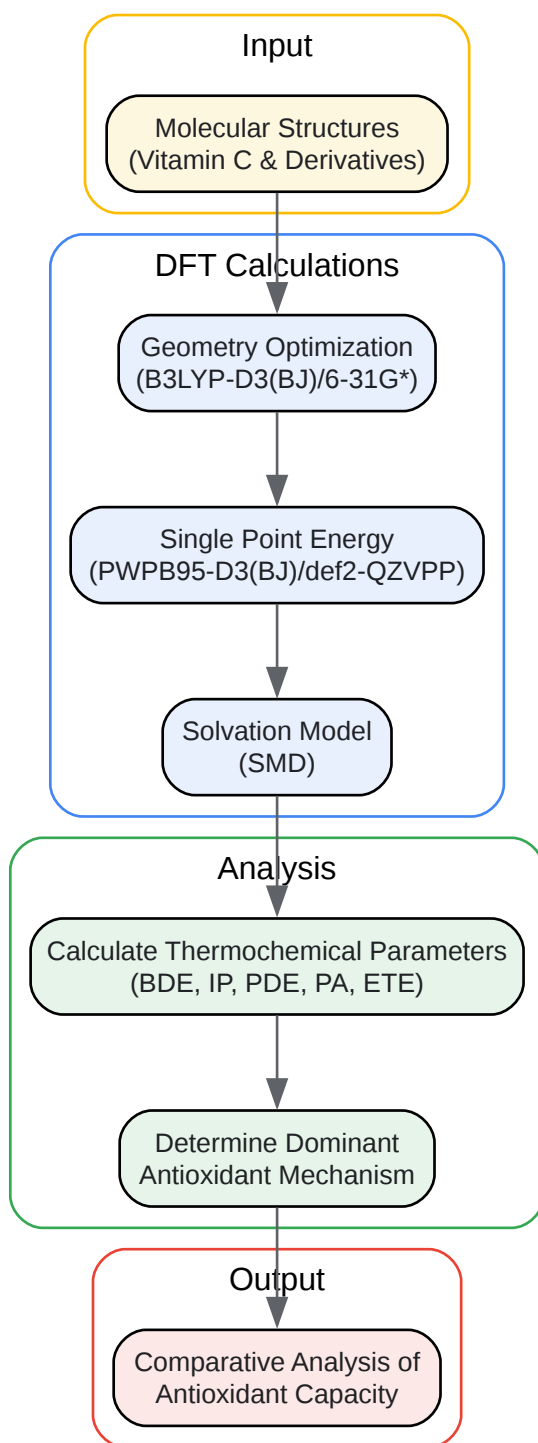 Input
Molecular Structures
(Vitamin C & Derivatives)
DFT Calculations
Geometry Optimization
(B3LYP-D3(BJ)/6-31G*)
Single Point Energy
(PWPB95-D3(BJ)/def2-QZVPP)
Solvation Model
(SMD)
Analysis
Calculate Thermochemical Parameters
(BDE, IP, PDE, PA, ETE)
Determine Dominant
Antioxidant Mechanism
Output
Comparative Analysis of
Antioxidant Capacity